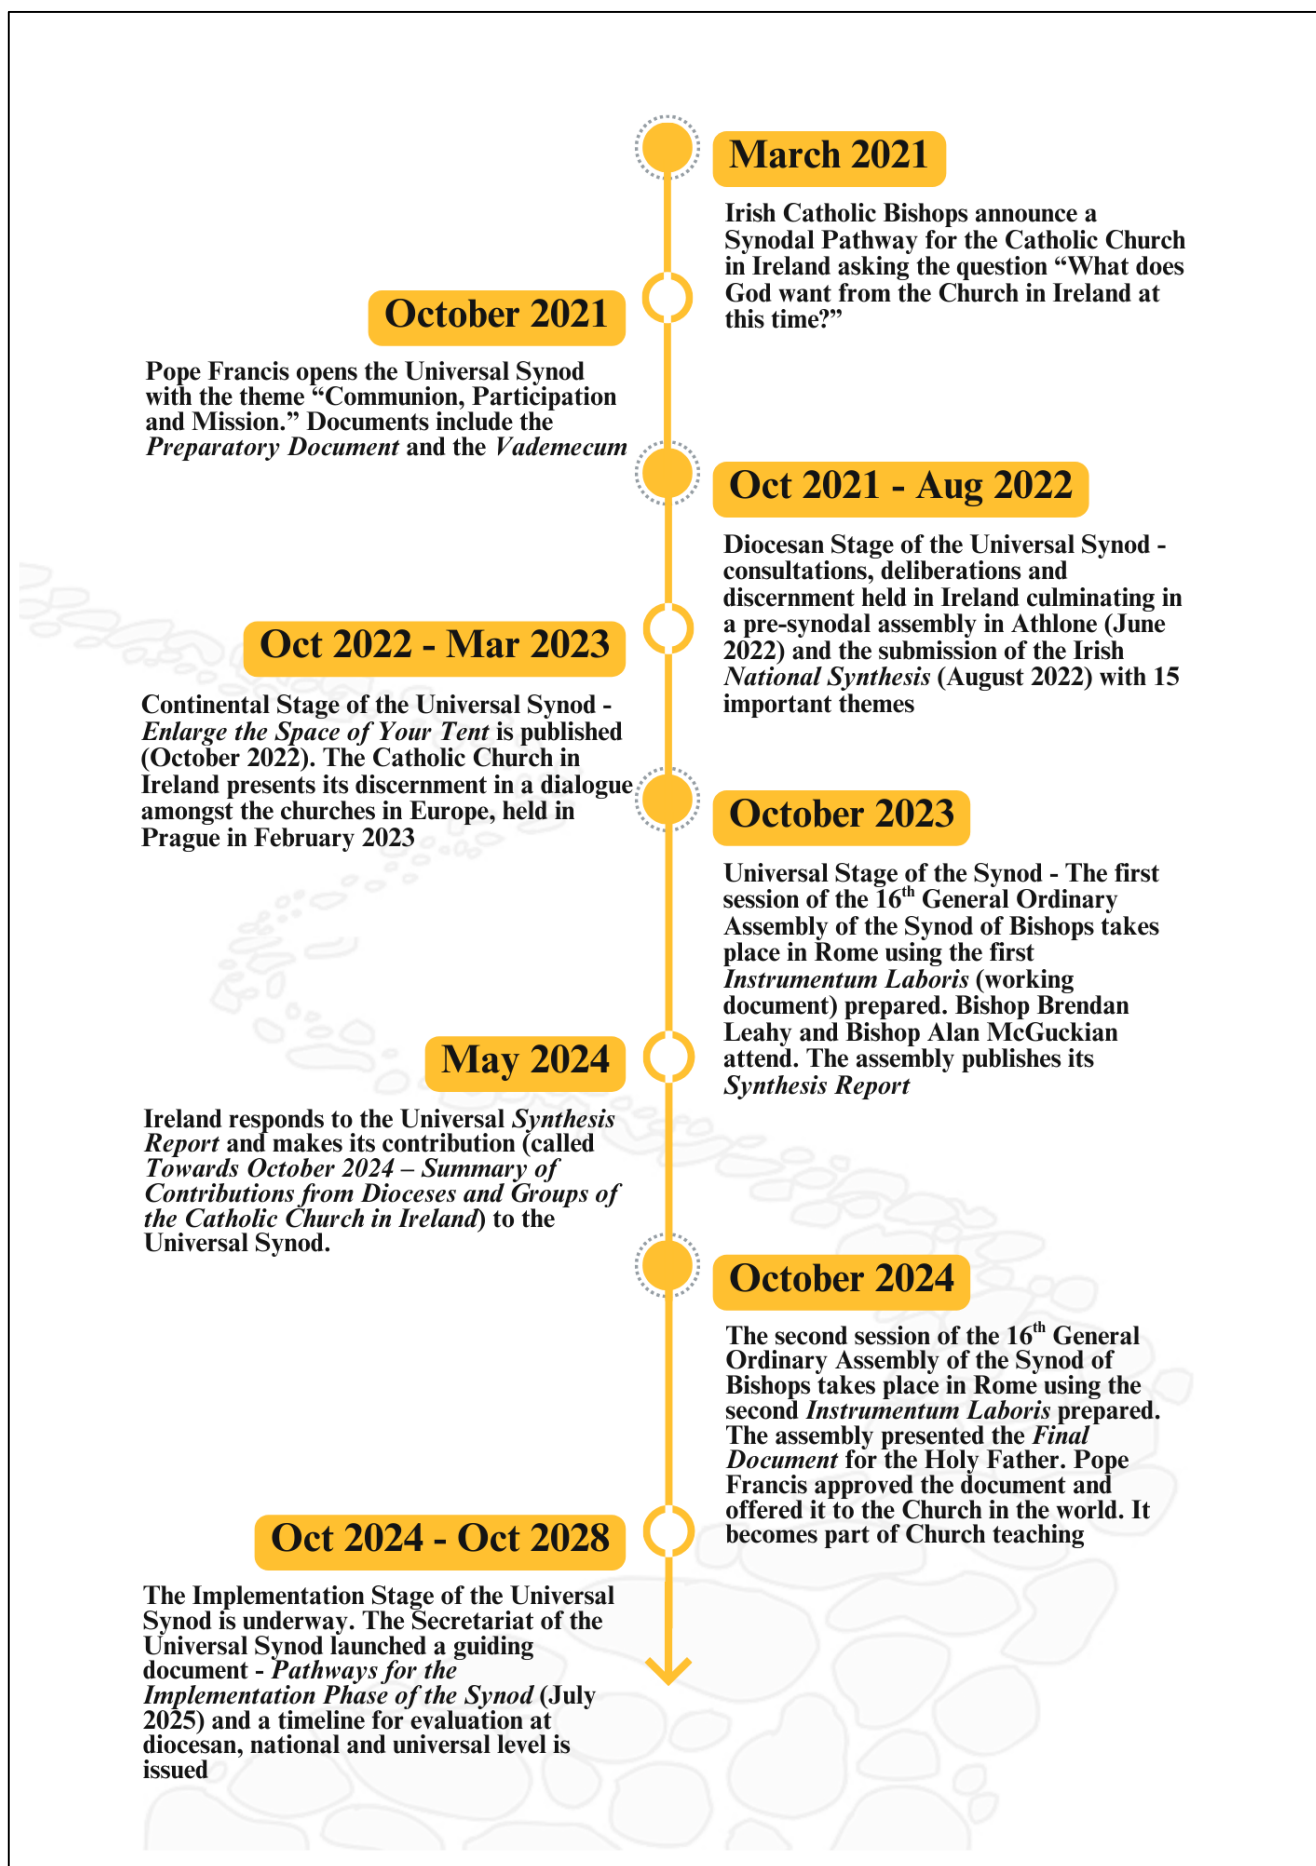 March 2021
Irish Catholic Bishops announce a
Synodal Pathway for the Catholic Church
in Ireland asking the question “What does
God want from the Church in Ireland at
this time?”
October 2021
Pope Francis opens the Universal Synod
with the theme “Communion, Participation
and Mission.” Documents include the
Preparatory Document and the Vademecum
Oct 2021 - Aug 2022
Diocesan Stage of the Universal Synod -
consultations, deliberations and
discernment held in Ireland culminating in
a pre-synodal assembly in Athlone (June
2022) and the submission of the Irish
National Synthesis (August 2022) with 15
important themes
Oct 2022 - Mar 2023
Continental Stage of the Universal Synod -
Enlarge the Space of Your Tent is published
(October 2022). The Catholic Church in
Ireland presents its discernment in a dialogue
amongst the churches in Europe, held in
Prague in February 2023
October 2023
Universal Stage of the Synod - The first
session of the 16th General Ordinary
Assembly of the Synod of Bishops takes
place in Rome using the first
Instrumentum Laboris (working
document) prepared. Bishop Brendan
Leahy and Bishop Alan McGuckian
attend. The assembly publishes its
Synthesis Report
May 2024
Ireland responds to the Universal Synthesis
Report and makes its contribution (called
Towards October 2024 – Summary of
Contributions from Dioceses and Groups of
the Catholic Church in Ireland) to the
Universal Synod.
October 2024
The second session of the 16th General
Ordinary Assembly of the Synod of
Bishops takes place in Rome using the
second Instrumentum Laboris prepared.
The assembly presented the Final
Document for the Holy Father. Pope
Francis approved the document and
offered it to the Church in the world. It
becomes part of Church teaching
Oct 2024 - Oct 2028
The Implementation Stage of the Universal
Synod is underway. The Secretariat of the
Universal Synod launched a guiding
document - Pathways for the
Implementation Phase of the Synod (July
2025) and a timeline for evaluation at
diocesan, national and universal level is
issued